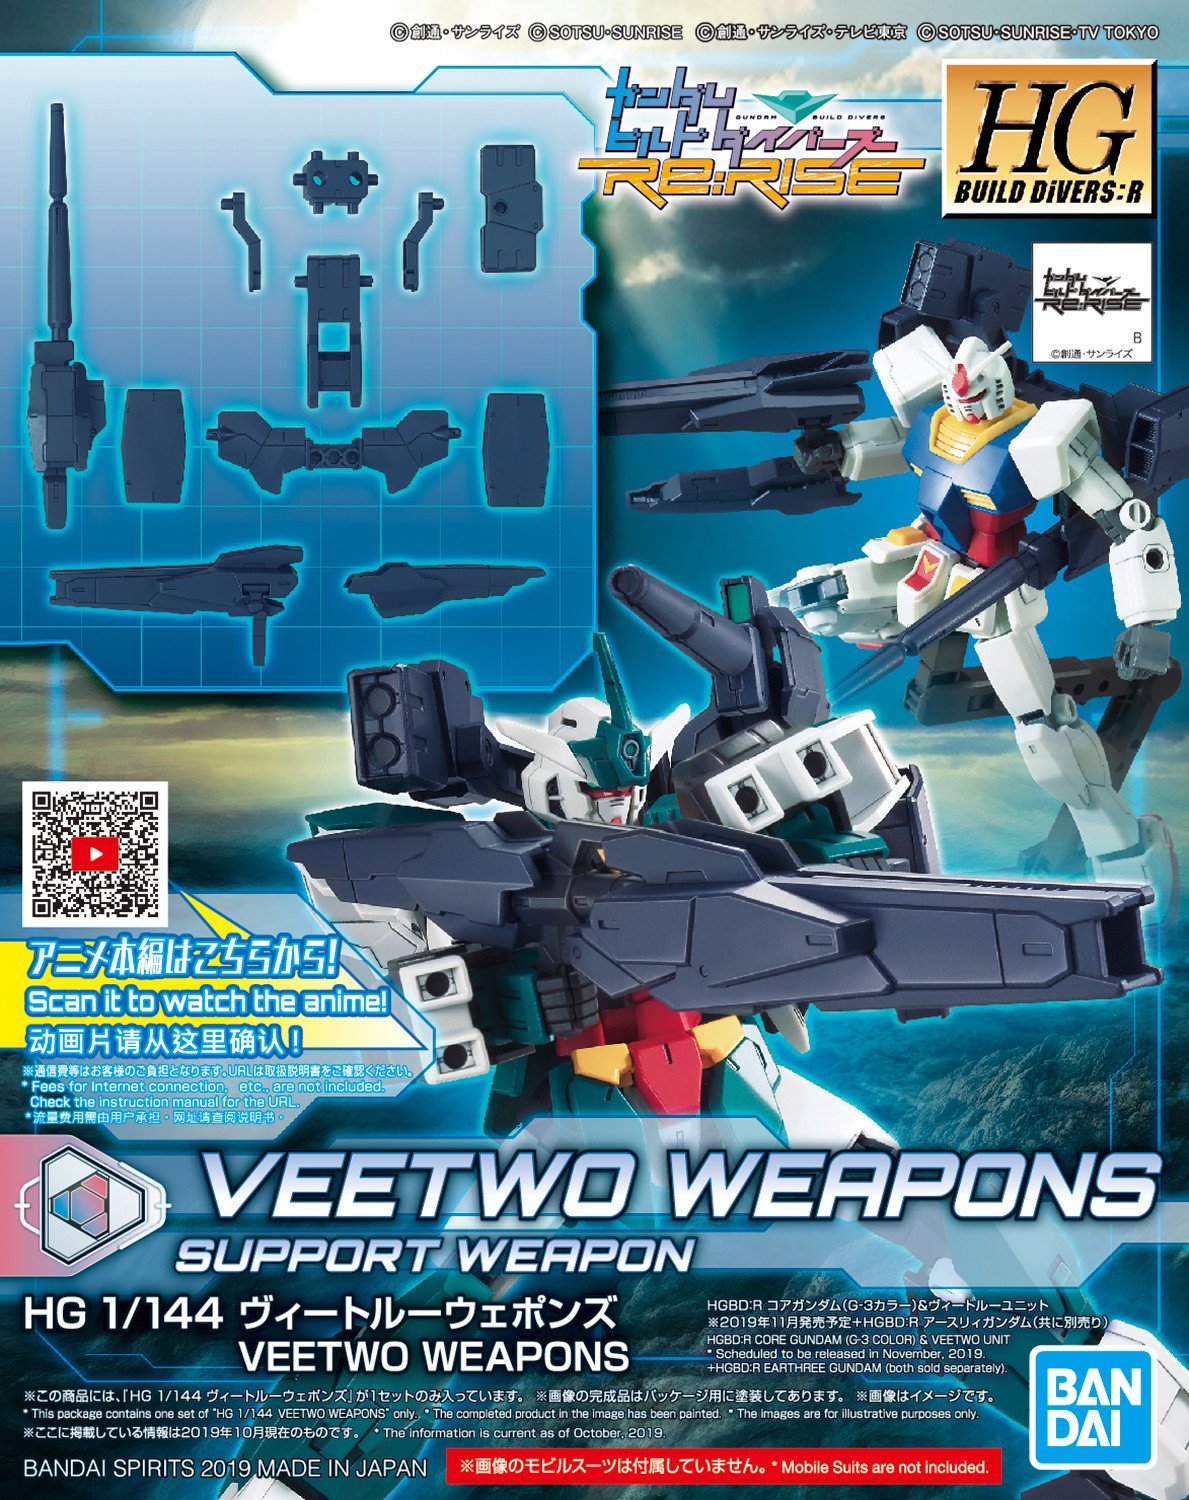 ©創通・サンライズ ©SOTSU・SUNRISE ©創通・サンライズ・テレビ東京 ©SOTSU・SUNRISE・TV TOKYO
ガンダム
GUNDAM BUILD DIVERS
ビルドダイバーズ
Re:RISE
HG
BUILD DiVERS:R
ガンダム
ビルドダイバーズ
Re:RISE
B
©創通・サンライズ
アニメ本編はこちらから!
Scan it to watch the anime!
动画片请从这里确认!
※通信費等はお客様のご負担となります。URLは取扱説明書をご確認ください。
* Fees for Internet connection, etc., are not included.
Check the instruction manual for the URL.
*流量费用需由用户承担。网址请查阅说明书。
VEETWO WEAPONS
SUPPORT WEAPON
HG 1/144 ヴィートルーウェポンズ
VEETWO WEAPONS
HGBD:R コアガンダム(G-3カラー)&ヴィートルーユニット
※2019年11月発売予定+HGBD:R アースリィガンダム(共に別売り)
HGBD:R CORE GUNDAM (G-3 COLOR) & VEETWO UNIT
* Scheduled to be released in November, 2019.
+HGBD:R EARTHREE GUNDAM (both sold separately).
BAN
DAI
※この商品には、「HG 1/144 ヴィートルーウェポンズ」が1セットのみ入っています。 ※画像の完成品はパッケージ用に塗装してあります。 ※画像はイメージです。
* This package contains one set of "HG 1/144 VEETWO WEAPONS" only. * The completed product in the image has been painted. * The images are for illustrative purposes only.
※ここに掲載している情報は2019年10月現在のものです。 * The information is current as of October, 2019.
BANDAI SPIRITS 2019 MADE IN JAPAN
※画像のモビルスーツは付属していません。* Mobile Suits are not included.